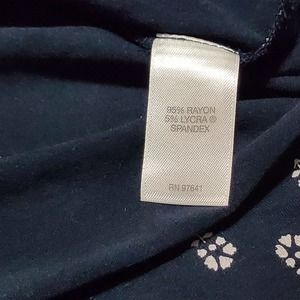 95% RAYON
5% LYCRA ®
SPANDEX
RN 97641